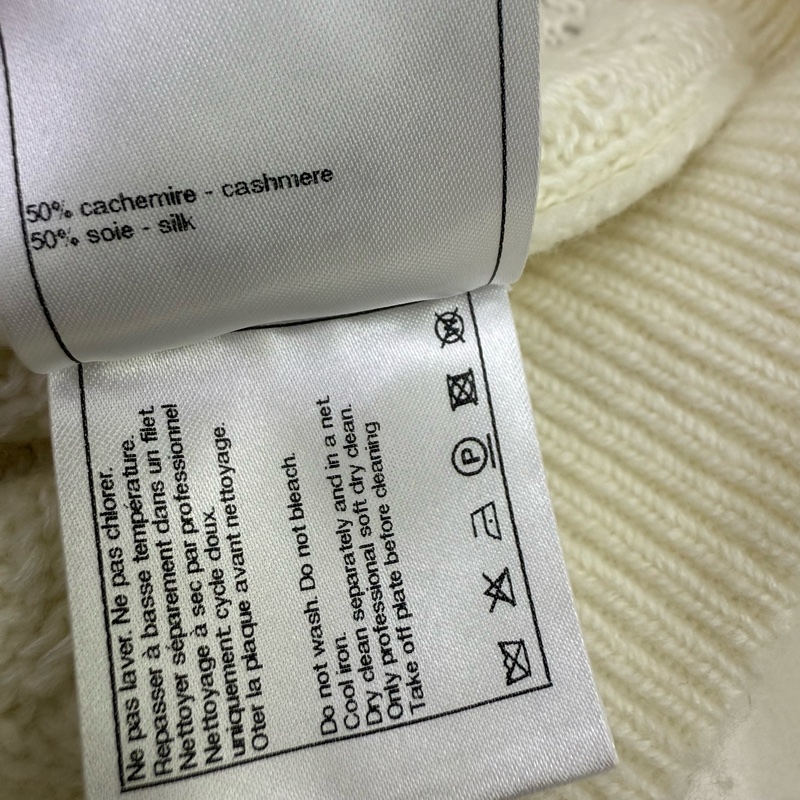 50% cachemire - cashmere
50% soie - silk
Ne pas laver. Ne pas chlorer.
Repasser à basse température.
Nettoyer séparement dans un filet.
Nettoyage à sec par professionnel
uniquement. cycle doux.
Oter la plaque avant nettoyage.
Do not wash. Do not bleach.
Cool iron.
Dry clean separately and in a net.
Only professional soft dry clean.
Take off plate before cleaning
P